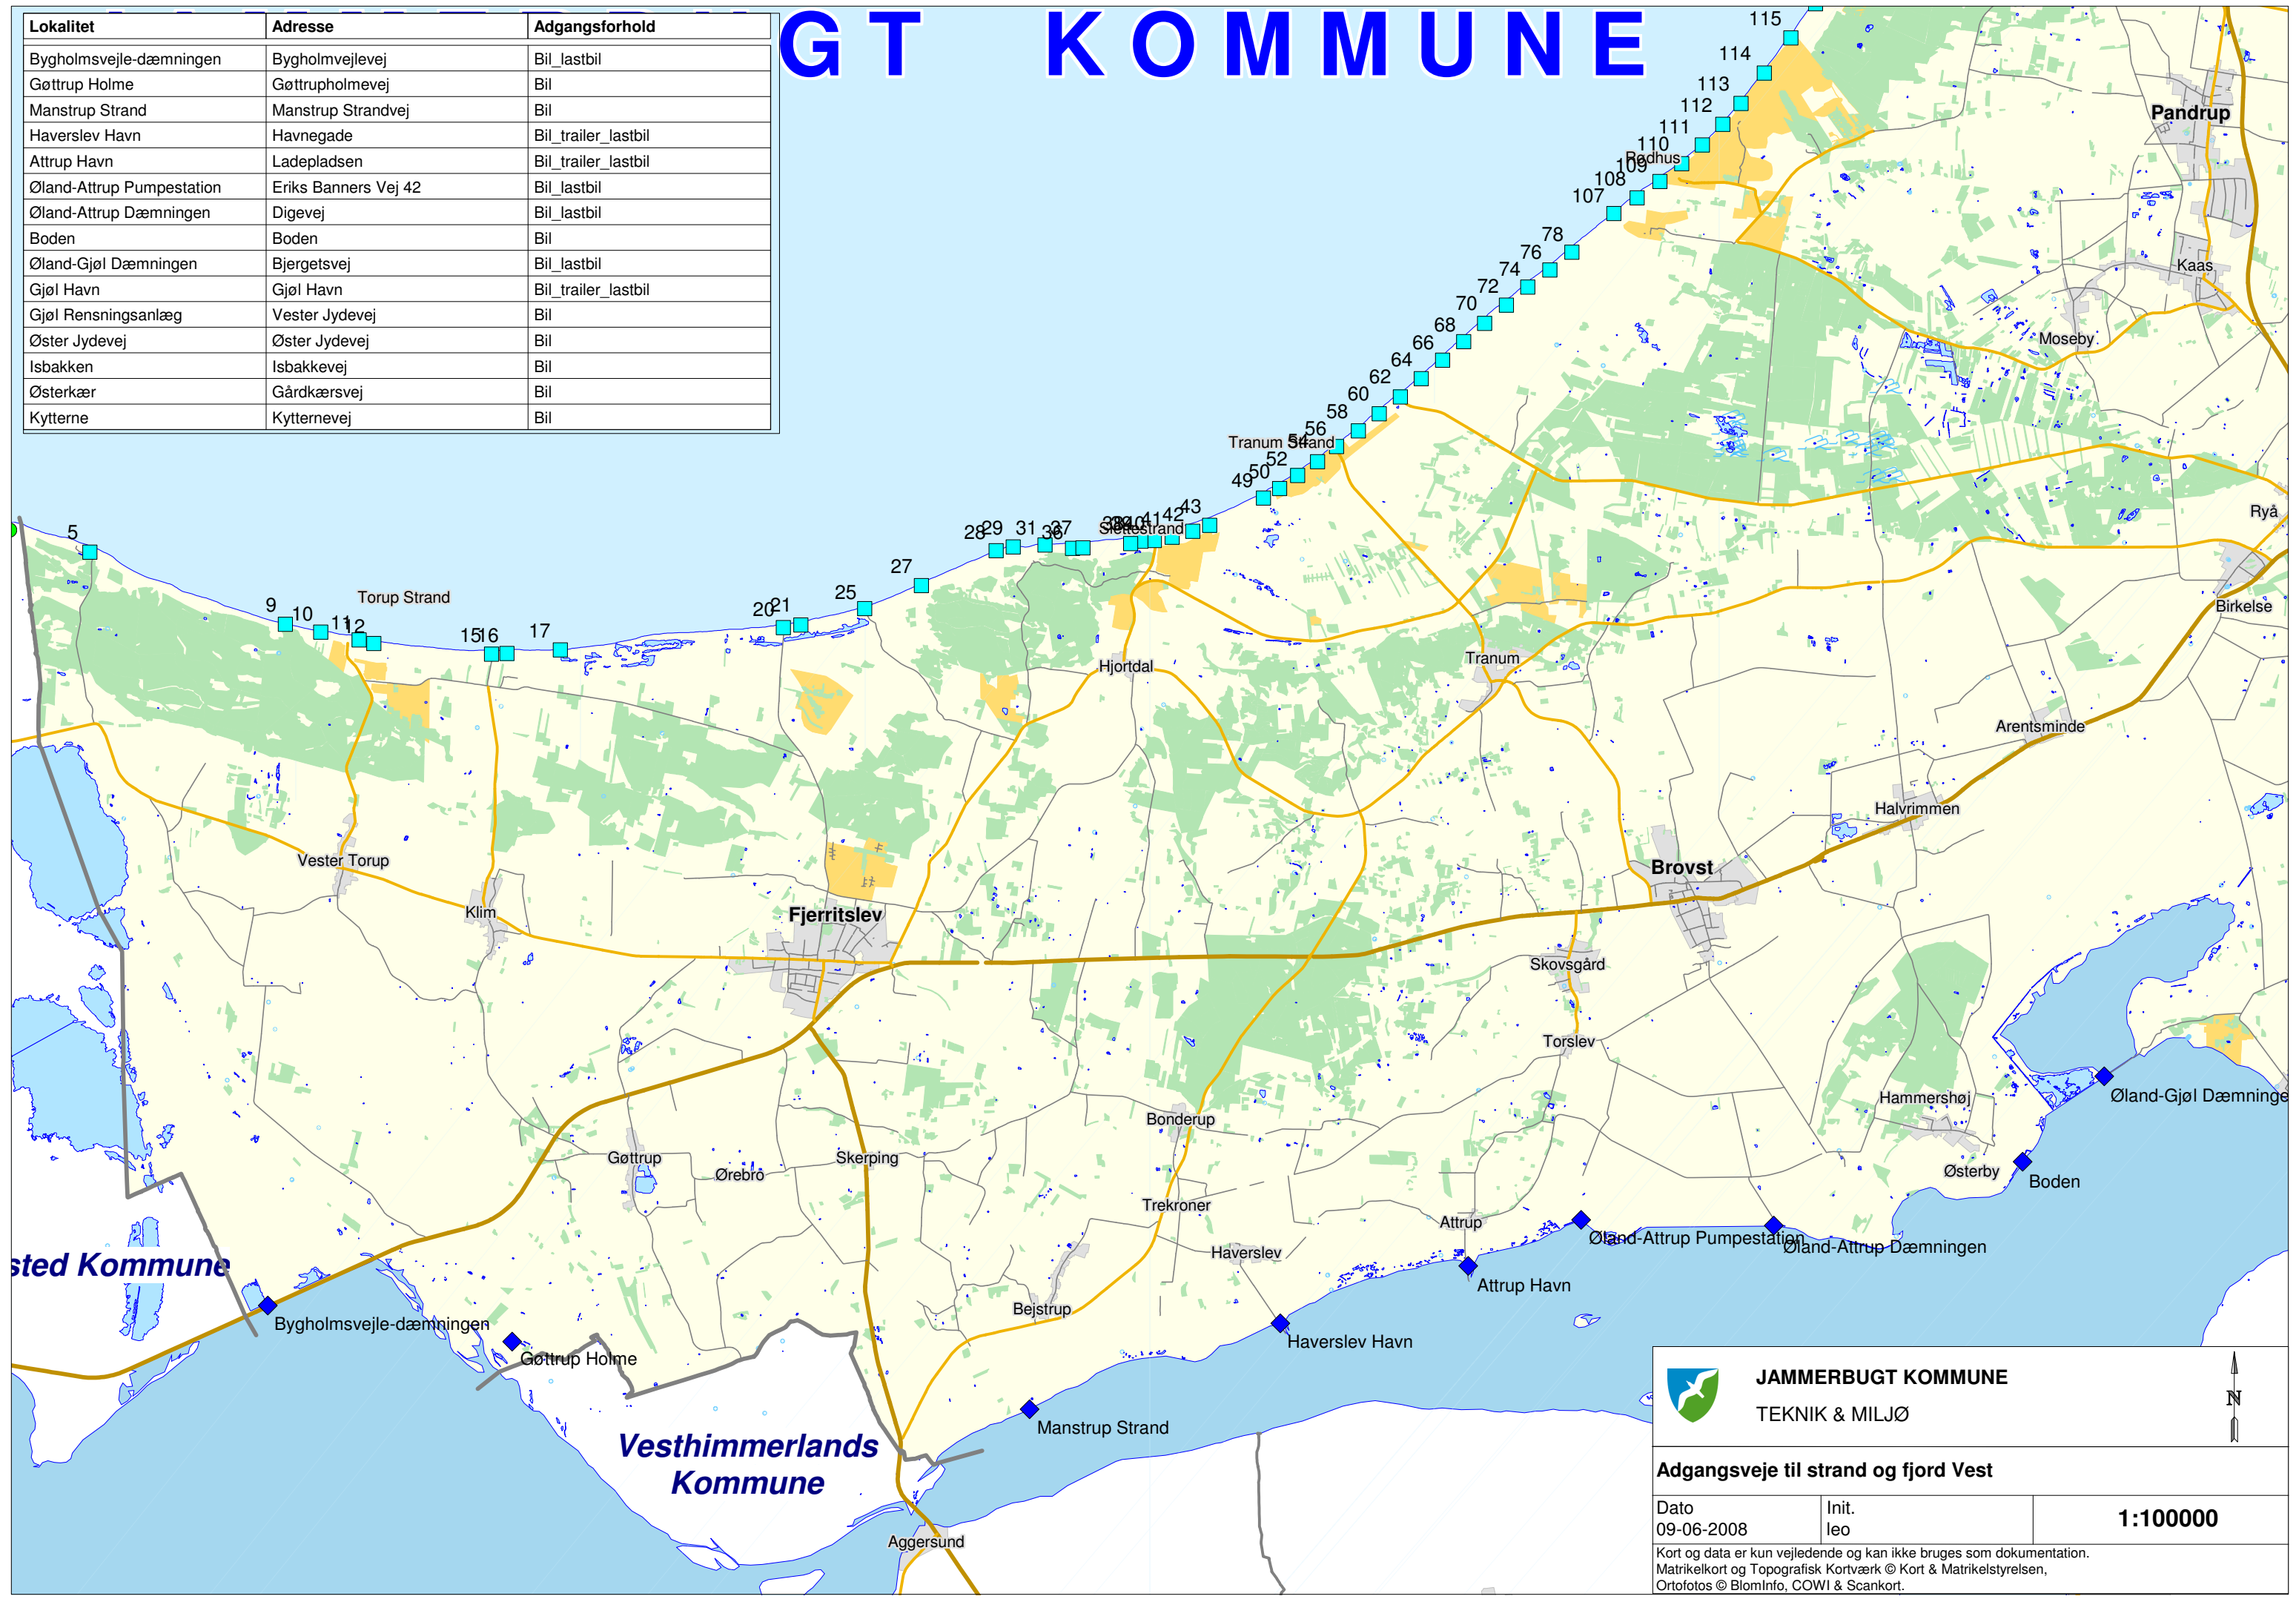 GT KOMMUNE
Lokalitet Adresse Adgangsforhold
Bygholmsvejle-dæmningen Bygholmvejlevej Bil_lastbil
Gøttrup Holme Gøttrupholmevej Bil
Manstrup Strand Manstrup Strandvej Bil
Haverslev Havn Havnegade Bil_trailer_lastbil
Attrup Havn Ladepladsen Bil_trailer_lastbil
Øland-Attrup Pumpestation Eriks Banners Vej 42 Bil_lastbil
Øland-Attrup Dæmningen Digevej Bil_lastbil
Boden Boden Bil
Øland-Gjøl Dæmningen Bjergetsvej Bil_lastbil
Gjøl Havn Gjøl Havn Bil_trailer_lastbil
Gjøl Rensningsanlæg Vester Jydevej Bil
Øster Jydevej Øster Jydevej Bil
Isbakken Isbakkevej Bil
Østerkær Gårdkærsvej Bil
Kytterne Kytternevej Bil
115
114
113
112
111
110
Rødhus
109
108
107
78
76
74
72
70
68
66
64
62
60
58
56
54
Tranum Strand
52
50
49
43
42
41
40
Slettestrand
37
36
31
29
28
27
25
21
20
17
16
15
12
11
10
9
5
Torup Strand
Pandrup
Kaas
Moseby
Ryå
Birkelse
Hjortdal
Tranum
Arentsminde
Halvrimmen
Vester Torup
Klim
Fjerritslev
Brovst
Skovsgård
Torslev
Hammershøj
Øland-Gjøl Dæmninge
Bonderup
Gøttrup
Ørebro
Skerping
Østerby
Boden
Trekroner
Attrup
Haverslev
Øland-Attrup Pumpestation
Øland-Attrup Dæmningen
sted Kommune
Attrup Havn
Bejstrup
Bygholmsvejle-dæmningen
Haverslev Havn
Gøttrup Holme
Manstrup Strand
Vesthimmerlands
Kommune
Aggersund
JAMMERBUGT KOMMUNE
TEKNIK & MILJØ
N
Adgangsveje til strand og fjord Vest
Dato Init. 1:100000
09-06-2008 leo
Kort og data er kun vejledende og kan ikke bruges som dokumentation.
Matrikelkort og Topografisk Kortværk © Kort & Matrikelstyrelsen,
Ortofotos © BlomInfo, COWI & Scankort.